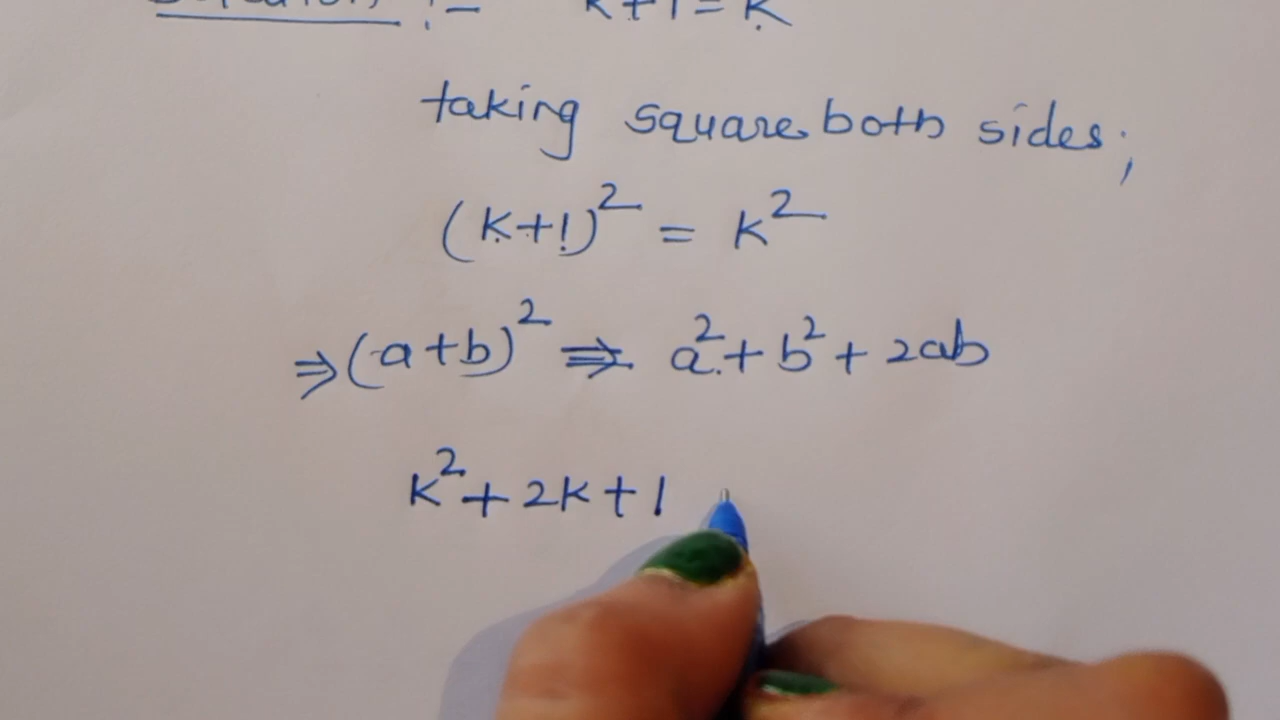 k+1=k
taking square both sides;
(k+1)² = k²
⇒(a+b)² ⇒ a²+b²+2ab
k²+2k+1